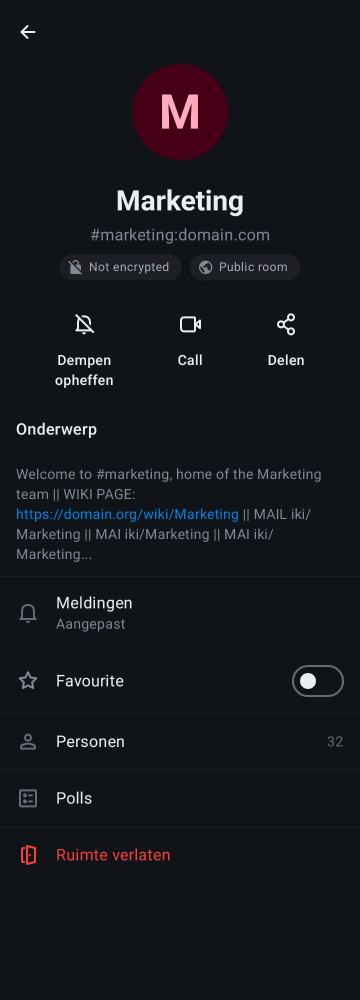 M
Marketing
#marketing:domain.com
Not encrypted
Public room
Dempen
opheffen
Call
Delen
Onderwerp
Welcome to #marketing, home of the Marketing
team || WIKI PAGE:
https://domain.org/wiki/Marketing || MAIL iki/
Marketing || MAI iki/Marketing || MAI iki/
Marketing...
Meldingen
Aangepast
Favourite
Personen 32
Polls
Ruimte verlaten